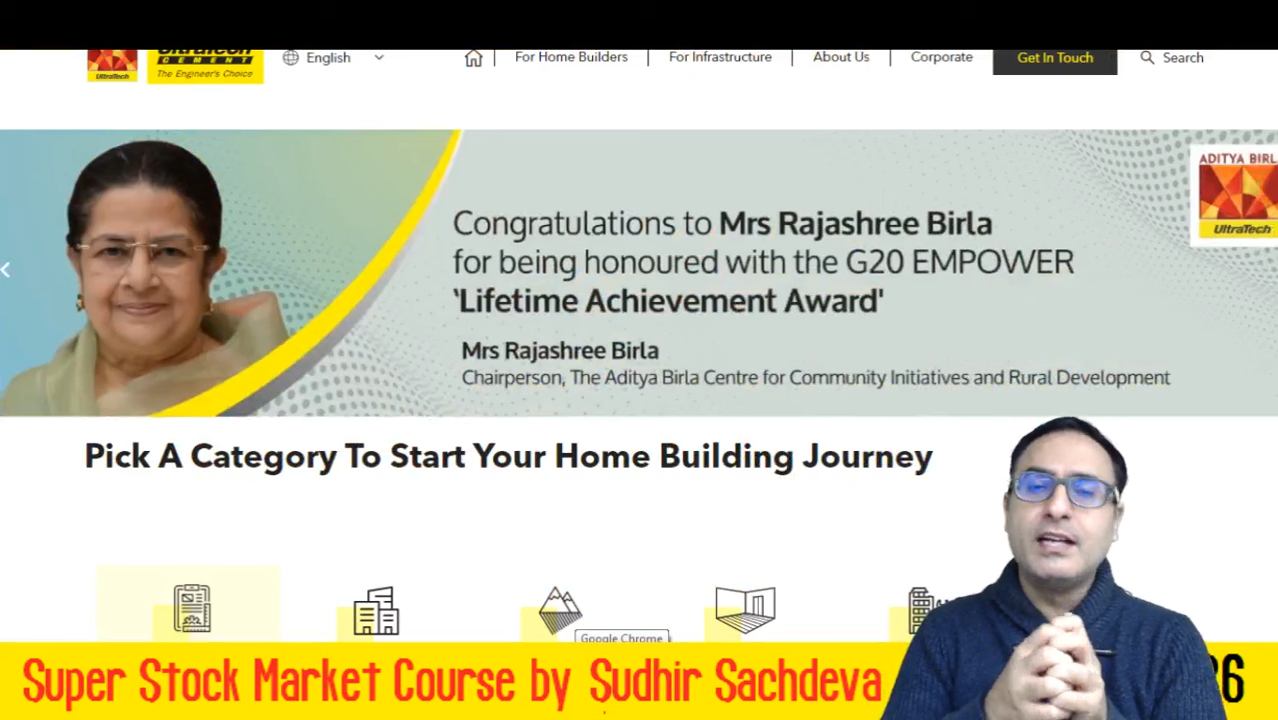 UltraTech
UltraTech
CEMENT
The Engineer's Choice
English
For Home Builders
For Infrastructure
About Us
Corporate
Get In Touch
Search
ADITYA BIRL
UltraTech
Congratulations to Mrs Rajashree Birla
for being honoured with the G20 EMPOWER
‘Lifetime Achievement Award'
Mrs Rajashree Birla
Chairperson, The Aditya Birla Centre for Community Initiatives and Rural Development
Pick A Category To Start Your Home Building Journey
Google Chrome
Super Stock Market Course by Sudhir Sachdeva